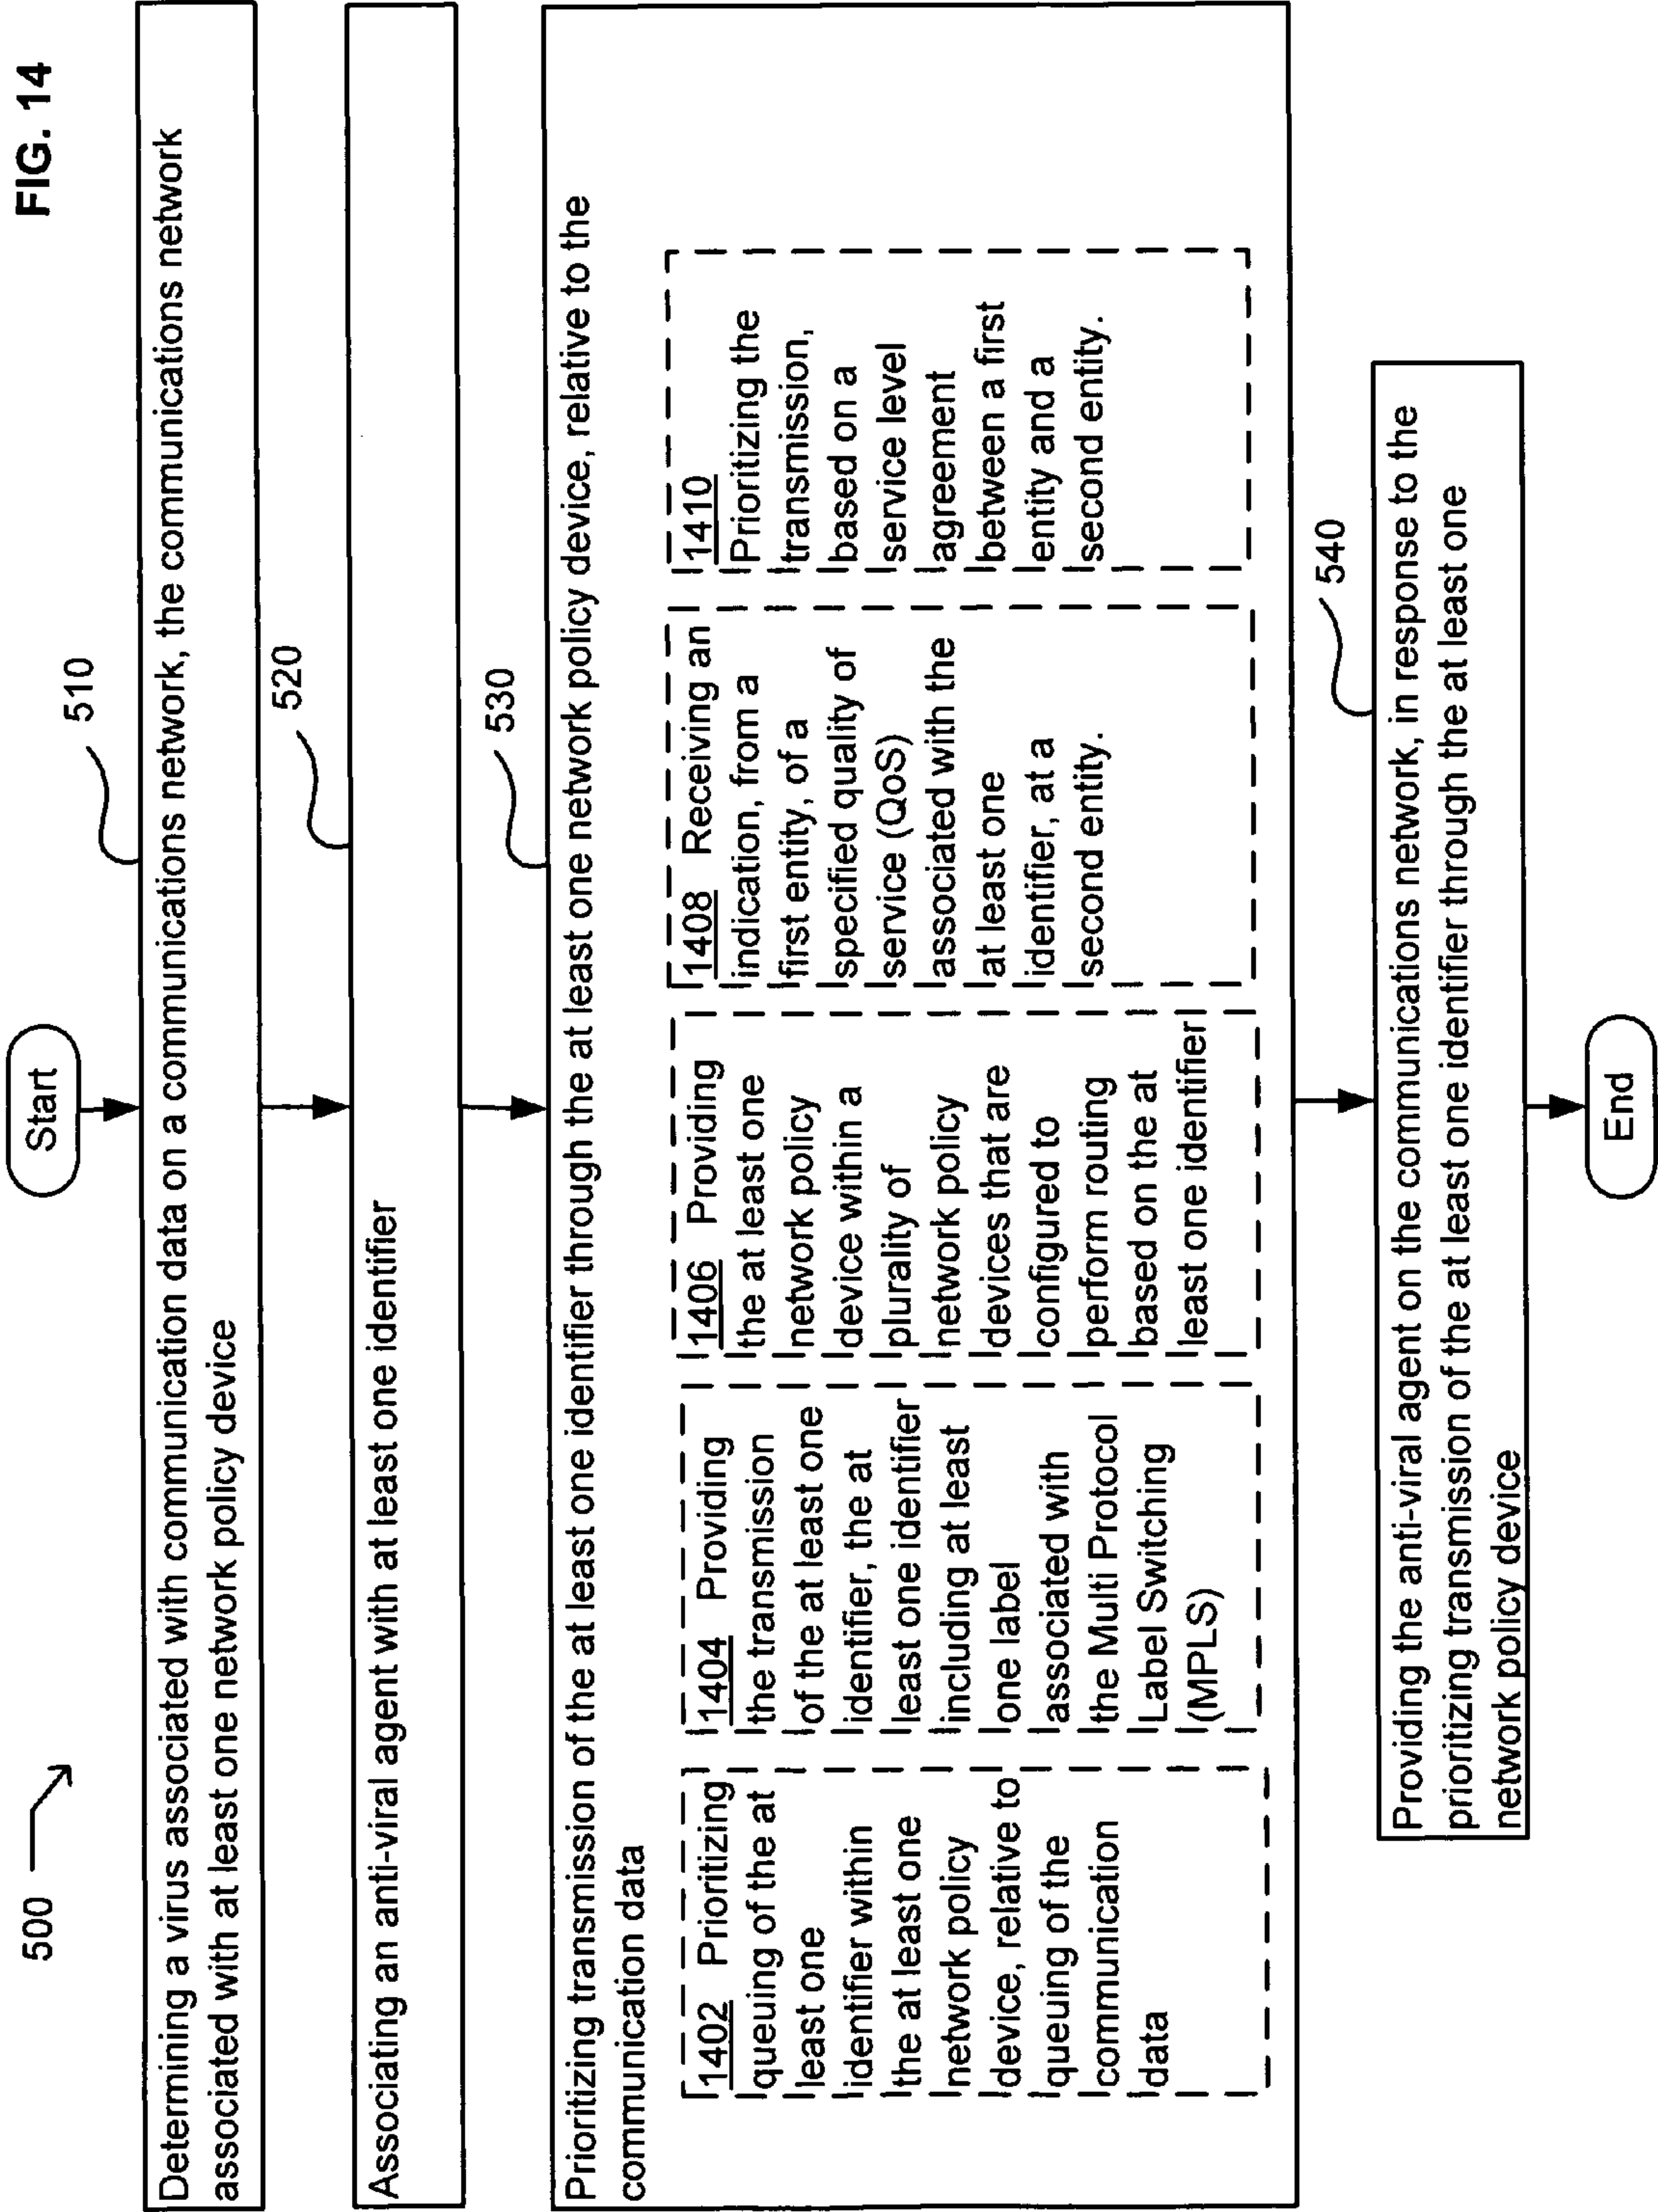 FIG. 14
500
Start
510
Determining a virus associated with communication data on a communications network, the communications network
associated with at least one network policy device
520
Associating an anti-viral agent with at least one identifier
530
Prioritizing transmission of the at least one identifier through the at least one network policy device, relative to the
communication data
1402 Prioritizing
queuing of the at
least one
identifier within
the at least one
network policy
device, relative to
queuing of the
communication
data
1404 Providing
the transmission
of the at least one
identifier, the at
least one identifier
including at least
one label
associated with
the Multi Protocol
Label Switching
(MPLS)
1406 Providing
the at least one
network policy
device within a
plurality of
network policy
devices that are
configured to
perform routing
based on the at
least one identifier
1408 Receiving an
indication, from a
first entity, of a
specified quality of
service (QoS)
associated with the
at least one
identifier, at a
second entity.
1410
Prioritizing the
transmission,
based on a
service level
agreement
between a first
entity and a
second entity.
540
Providing the anti-viral agent on the communications network, in response to the
prioritizing transmission of the at least one identifier through the at least one
network policy device
End